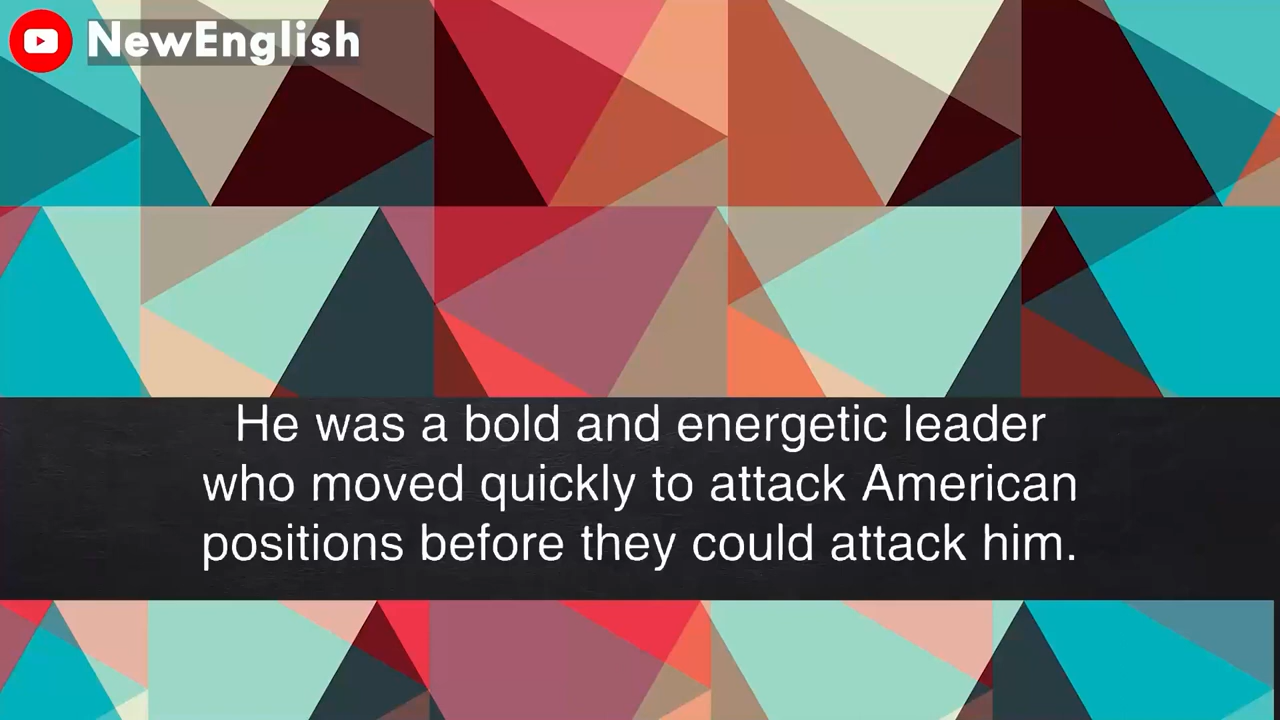 NewEnglish
He was a bold and energetic leader
who moved quickly to attack American
positions before they could attack him.